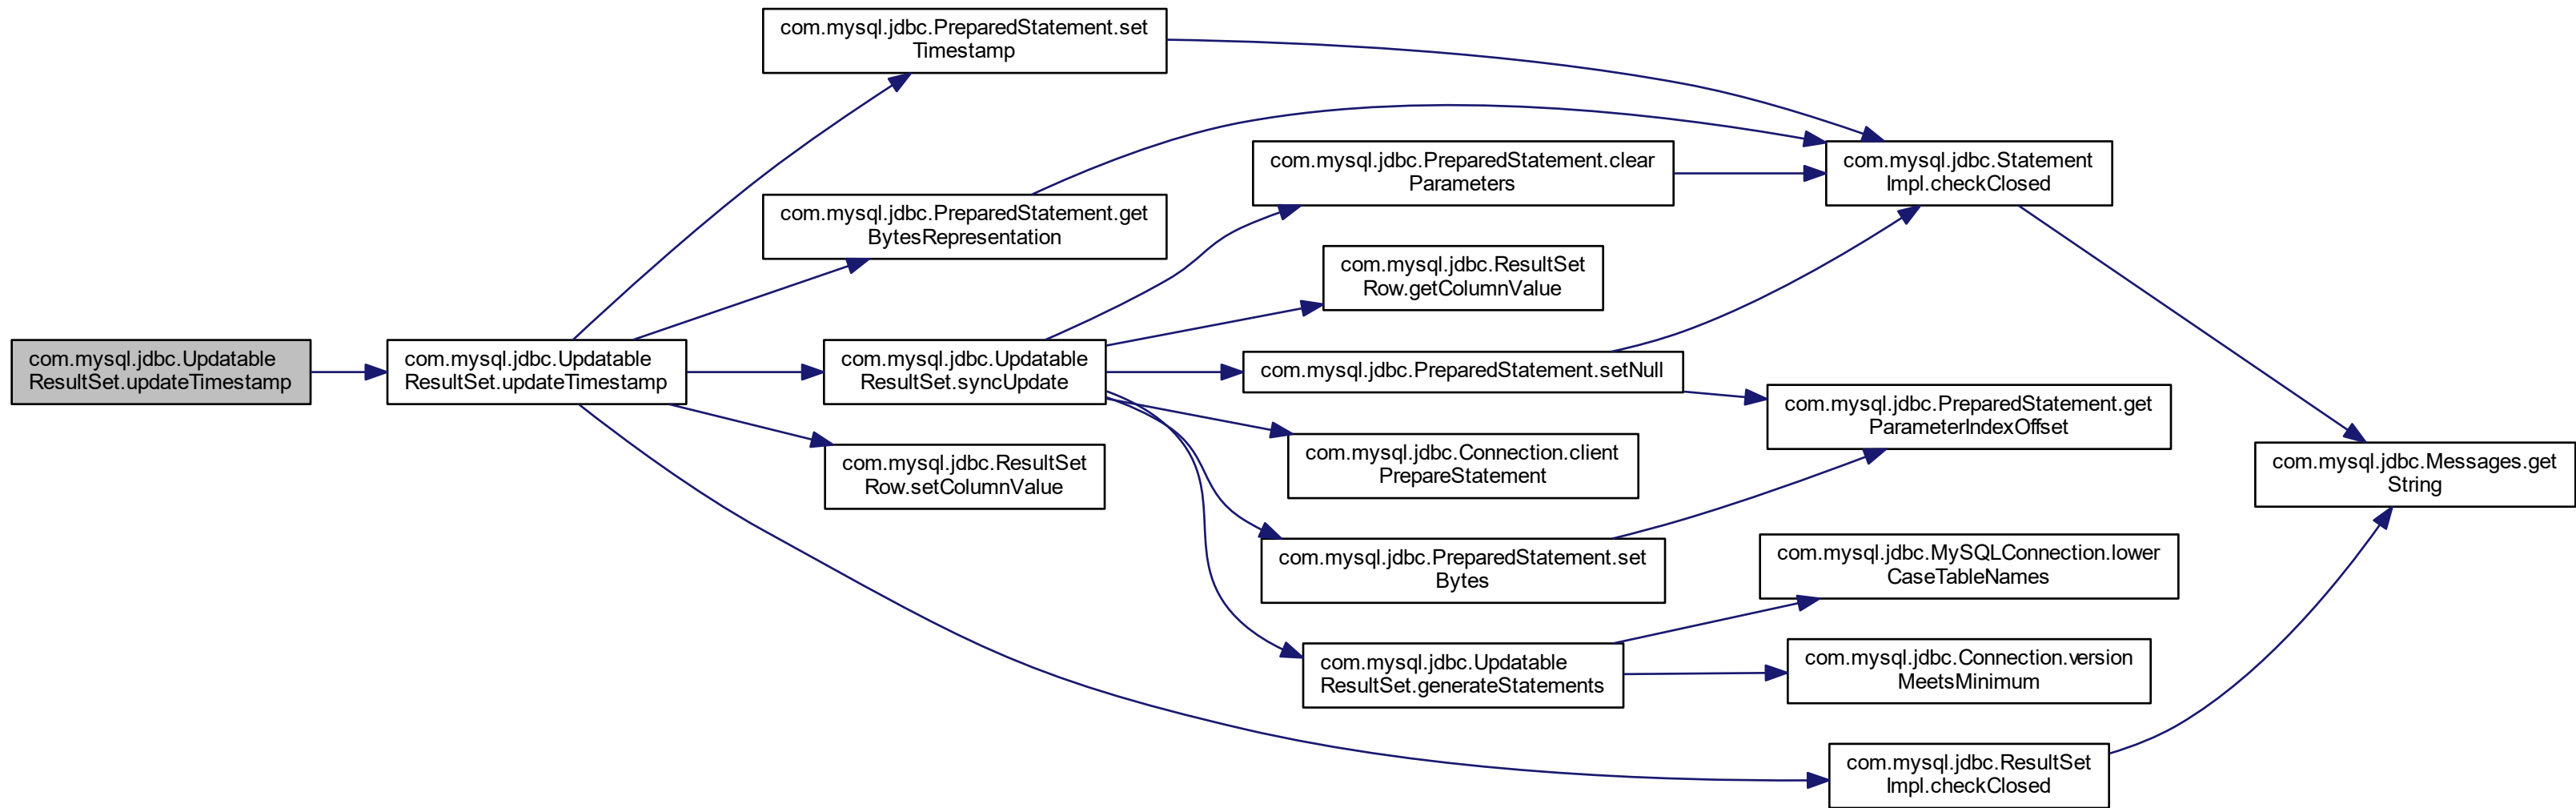 com.mysql.jdbc.PreparedStatement.set
Timestamp
com.mysql.jdbc.PreparedStatement.clear
Parameters
com.mysql.jdbc.Statement
Impl.checkClosed
com.mysql.jdbc.PreparedStatement.get
BytesRepresentation
com.mysql.jdbc.ResultSet
Row.getColumnValue
com.mysql.jdbc.Updatable
ResultSet.updateTimestamp
com.mysql.jdbc.Updatable
ResultSet.updateTimestamp
com.mysql.jdbc.Updatable
ResultSet.syncUpdate
com.mysql.jdbc.PreparedStatement.setNull
com.mysql.jdbc.PreparedStatement.get
ParameterIndexOffset
com.mysql.jdbc.ResultSet
Row.setColumnValue
com.mysql.jdbc.Connection.client
PrepareStatement
com.mysql.jdbc.Messages.get
String
com.mysql.jdbc.PreparedStatement.set
Bytes
com.mysql.jdbc.MySQLConnection.lower
CaseTableNames
com.mysql.jdbc.Updatable
ResultSet.generateStatements
com.mysql.jdbc.Connection.version
MeetsMinimum
com.mysql.jdbc.ResultSet
Impl.checkClosed